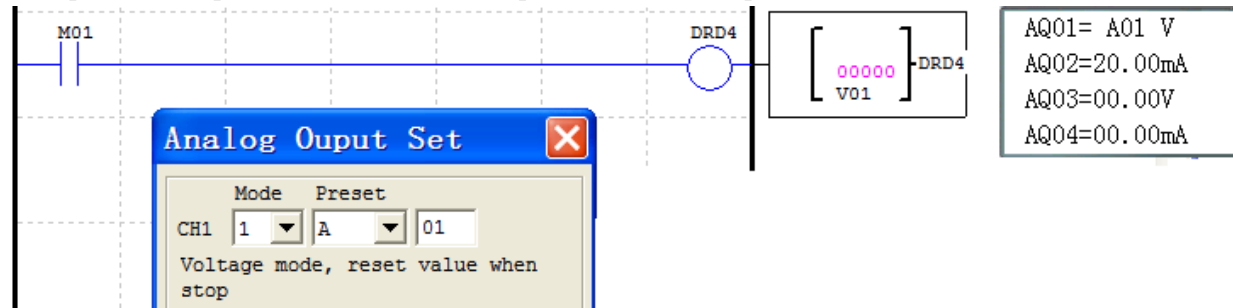 M01
DRD4
00000
V01
DRD4
AQ01= A01 V
AQ02=20.00mA
AQ03=00.00V
AQ04=00.00mA
Analog Ouput Set
Mode Preset
CH1 1 A 01
Voltage mode, reset value when
stop